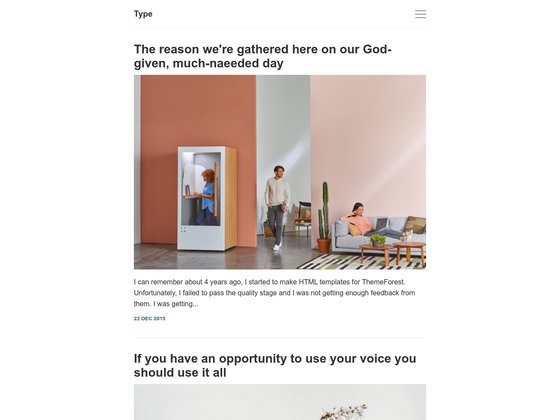 Type
The reason we're gathered here on our God-
given, much-naeeded day
I can remember about 4 years ago, I started to make HTML templates for ThemeForest.
Unfortunately, I failed to pass the quality stage and I was not getting enough feedback from
them. I was getting...
22 DEC 2015
If you have an opportunity to use your voice you
should use it all